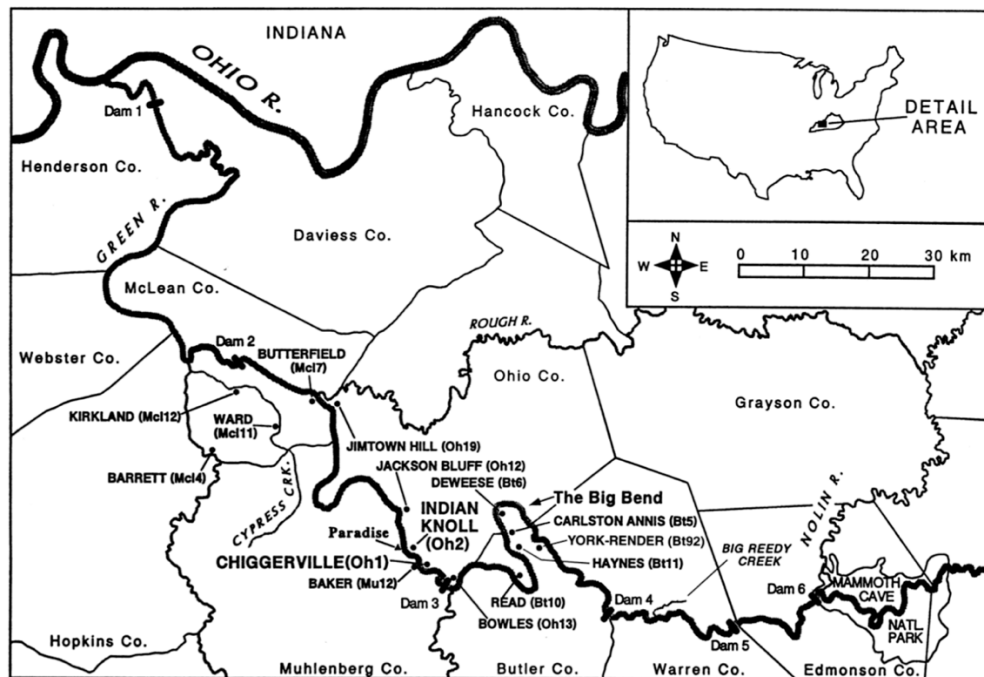 INDIANA
OHIO R.
Dam 1
Hancock Co.
DETAIL
AREA
Henderson Co.
GREEN R.
Daviess Co.
N
W E
S
0 10 20 30 km
McLean Co.
ROUGH R.
Webster Co.
Dam 2
BUTTERFIELD
(Mcl7)
Ohio Co.
Grayson Co.
KIRKLAND (Mcl12)
WARD
(Mcl11)
JIMTOWN HILL (Oh19)
BARRETT (Mcl4)
JACKSON BLUFF (Oh12)
DEWEESE (Bt6)
CYPRESS CRK.
The Big Bend
INDIAN
KNOLL
(Oh2)
CARLSTON ANNIS (Bt5)
NOLIN R.
Paradise
YORK-RENDER (Bt92)
CHIGGERVILLE(Oh1)
HAYNES (Bt11)
BIG REEDY
CREEK
BAKER (Mu12)
Dam 3
READ (Bt10)
BOWLES (Oh13)
Dam 4
Dam 6
MAMMOTH
CAVE
NATL.
PARK
Dam 5
Hopkins Co.
Muhlenberg Co.
Butler Co.
Warren Co.
Edmonson Co.